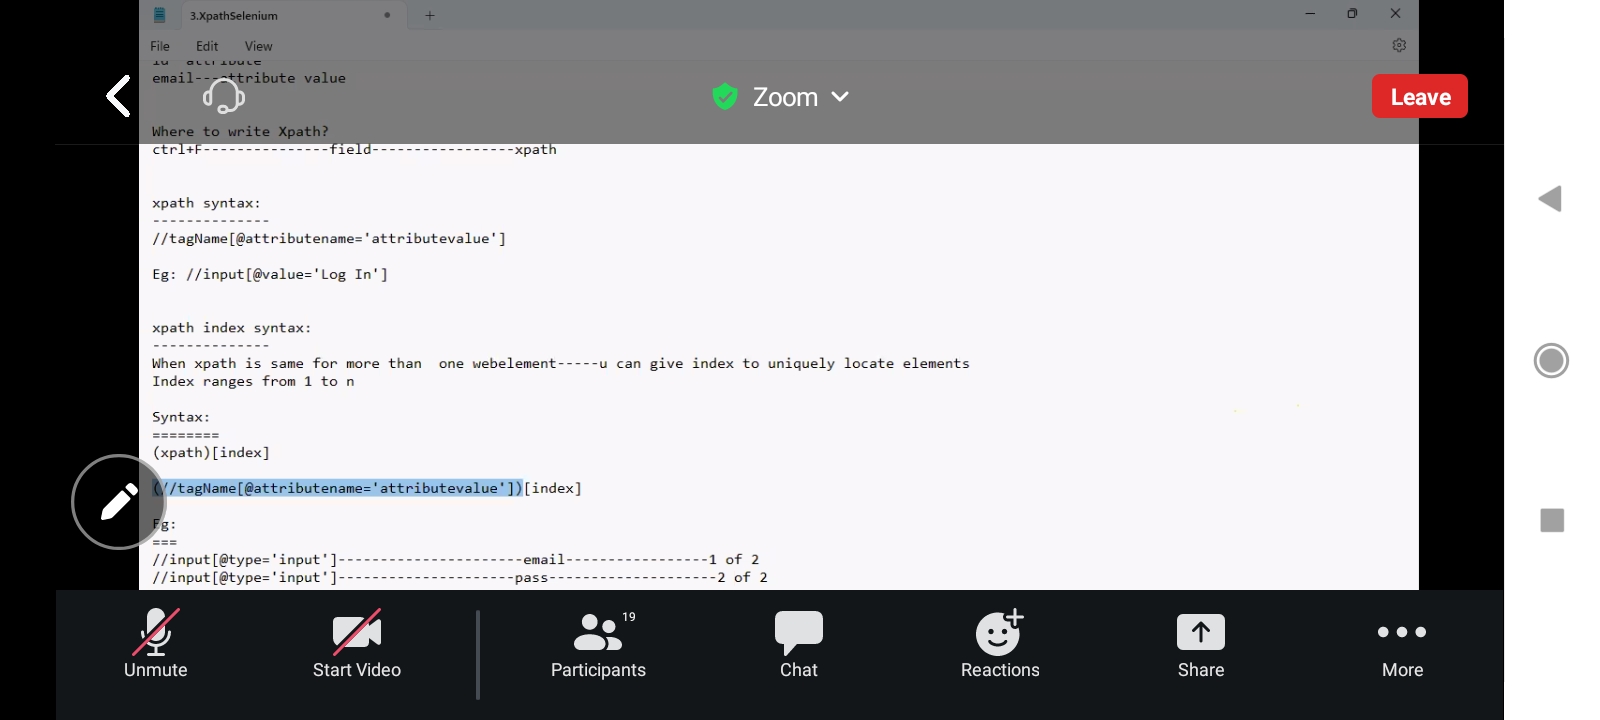 3.XpathSelenium
File Edit View
id attribute
email---attribute value
Zoom
Leave
Where to write Xpath?
ctrl+F---------------field-----------------xpath
xpath syntax:
--------------
//tagName[@attributename='attributevalue']
Eg: //input[@value='Log In']
xpath index syntax:
--------------
When xpath is same for more than  one webelement-----u can give index to uniquely locate elements
Index ranges from 1 to n
Syntax:
========
(xpath)[index]
(//tagName[@attributename='attributevalue'])[index]
Eg:
===
//input[@type='input']----------------------email-----------------1 of 2
//input[@type='input']---------------------pass--------------------2 of 2
19
Unmute Start Video Participants Chat Reactions Share More